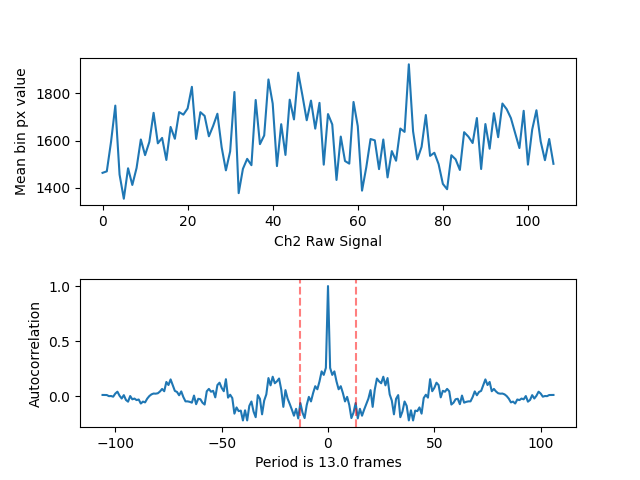 Mean bin px value
1800
1600
1400
0 20 40 60 80 100
Ch2 Raw Signal
Autocorrelation
1.0
0.5
0.0
−100 −50 0 50 100
Period is 13.0 frames